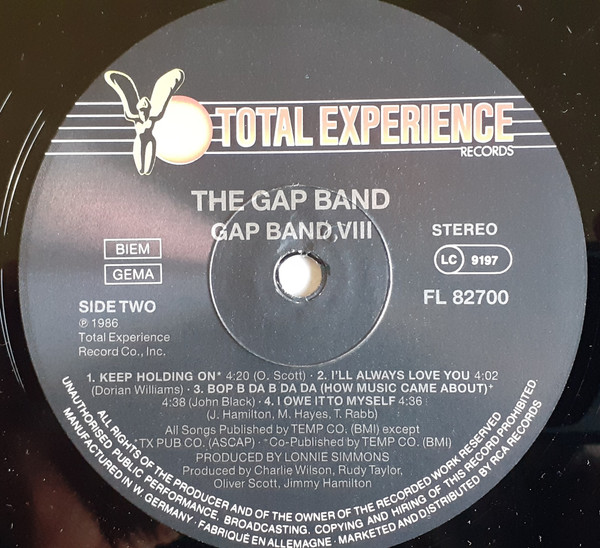 TOTAL EXPERIENCE
RECORDS
THE GAP BAND
GAP BAND VIII
STEREO
BIEM
GEMA
LC 9197
FL 82700
SIDE TWO
℗ 1986
Total Experience
Record Co., Inc.
1. KEEP HOLDING ON* 4:20 (O. Scott) · 2. I'LL ALWAYS LOVE YOU 4:02
(Dorian Williams) · 3. BOP B DA B DA DA (HOW MUSIC CAME ABOUT)+
4:38 (John Black) · 4. I OWE IT TO MYSELF 4:36
(J. Hamilton, M. Hayes, T. Rabb)
All Songs Published by TEMP CO. (BMI) except
+TX PUB CO. (ASCAP) · *Co-Published by TEMP CO. (BMI)
PRODUCED BY LONNIE SIMMONS
Produced by Charlie Wilson, Rudy Taylor,
Oliver Scott, Jimmy Hamilton
ALL RIGHTS OF THE PRODUCER AND OF THE OWNER OF THE RECORDED WORK RESERVED
UNAUTHORISED PUBLIC PERFORMANCE, BROADCASTING, COPYING AND HIRING OF THIS RECORD PROHIBITED.
MANUFACTURED IN W. GERMANY · FABRIQUÉ EN ALLEMAGNE · MARKETED AND DISTRIBUTED BY RCA RECORDS